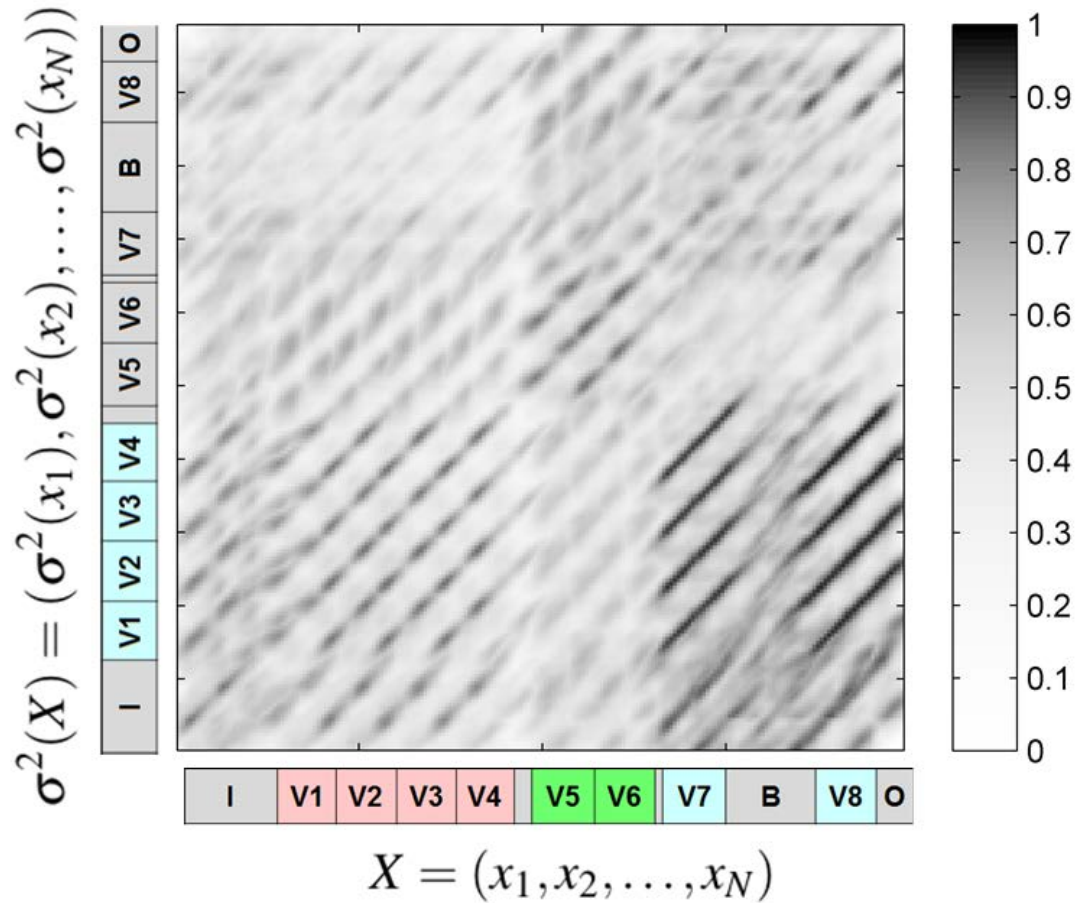 σ²(X) = (σ²(x₁), σ²(x₂), …, σ²(x_N))
O
V8
B
V7
V6
V5
V4
V3
V2
V1
I
1
0.9
0.8
0.7
0.6
0.5
0.4
0.3
0.2
0.1
0
I V1 V2 V3 V4 V5 V6 V7 B V8 O
X = (x₁, x₂, …, x_N)